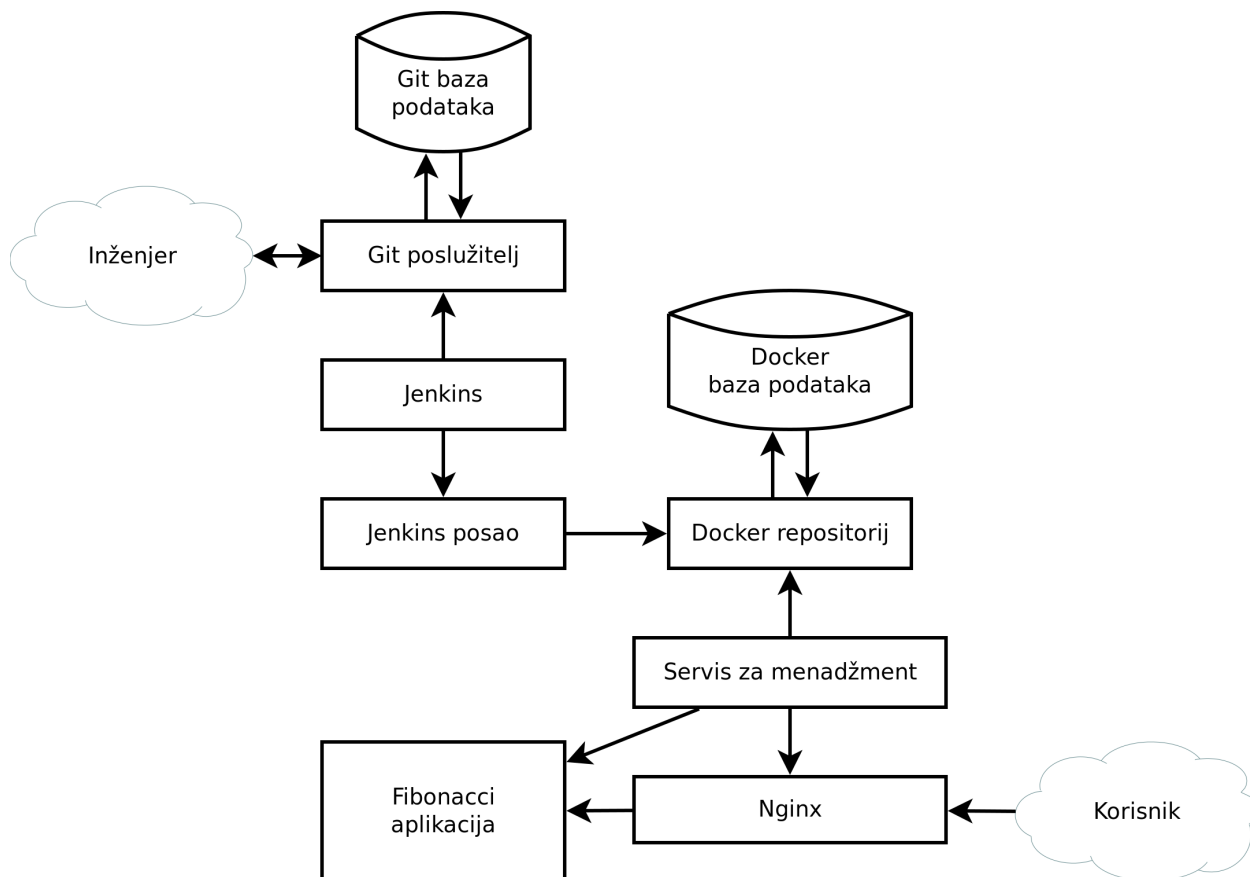 Git baza
podataka
Inženjer
Git poslužitelj
Jenkins
Docker
baza podataka
Jenkins posao
Docker repositorij
Servis za menadžment
Fibonacci
aplikacija
Nginx
Korisnik